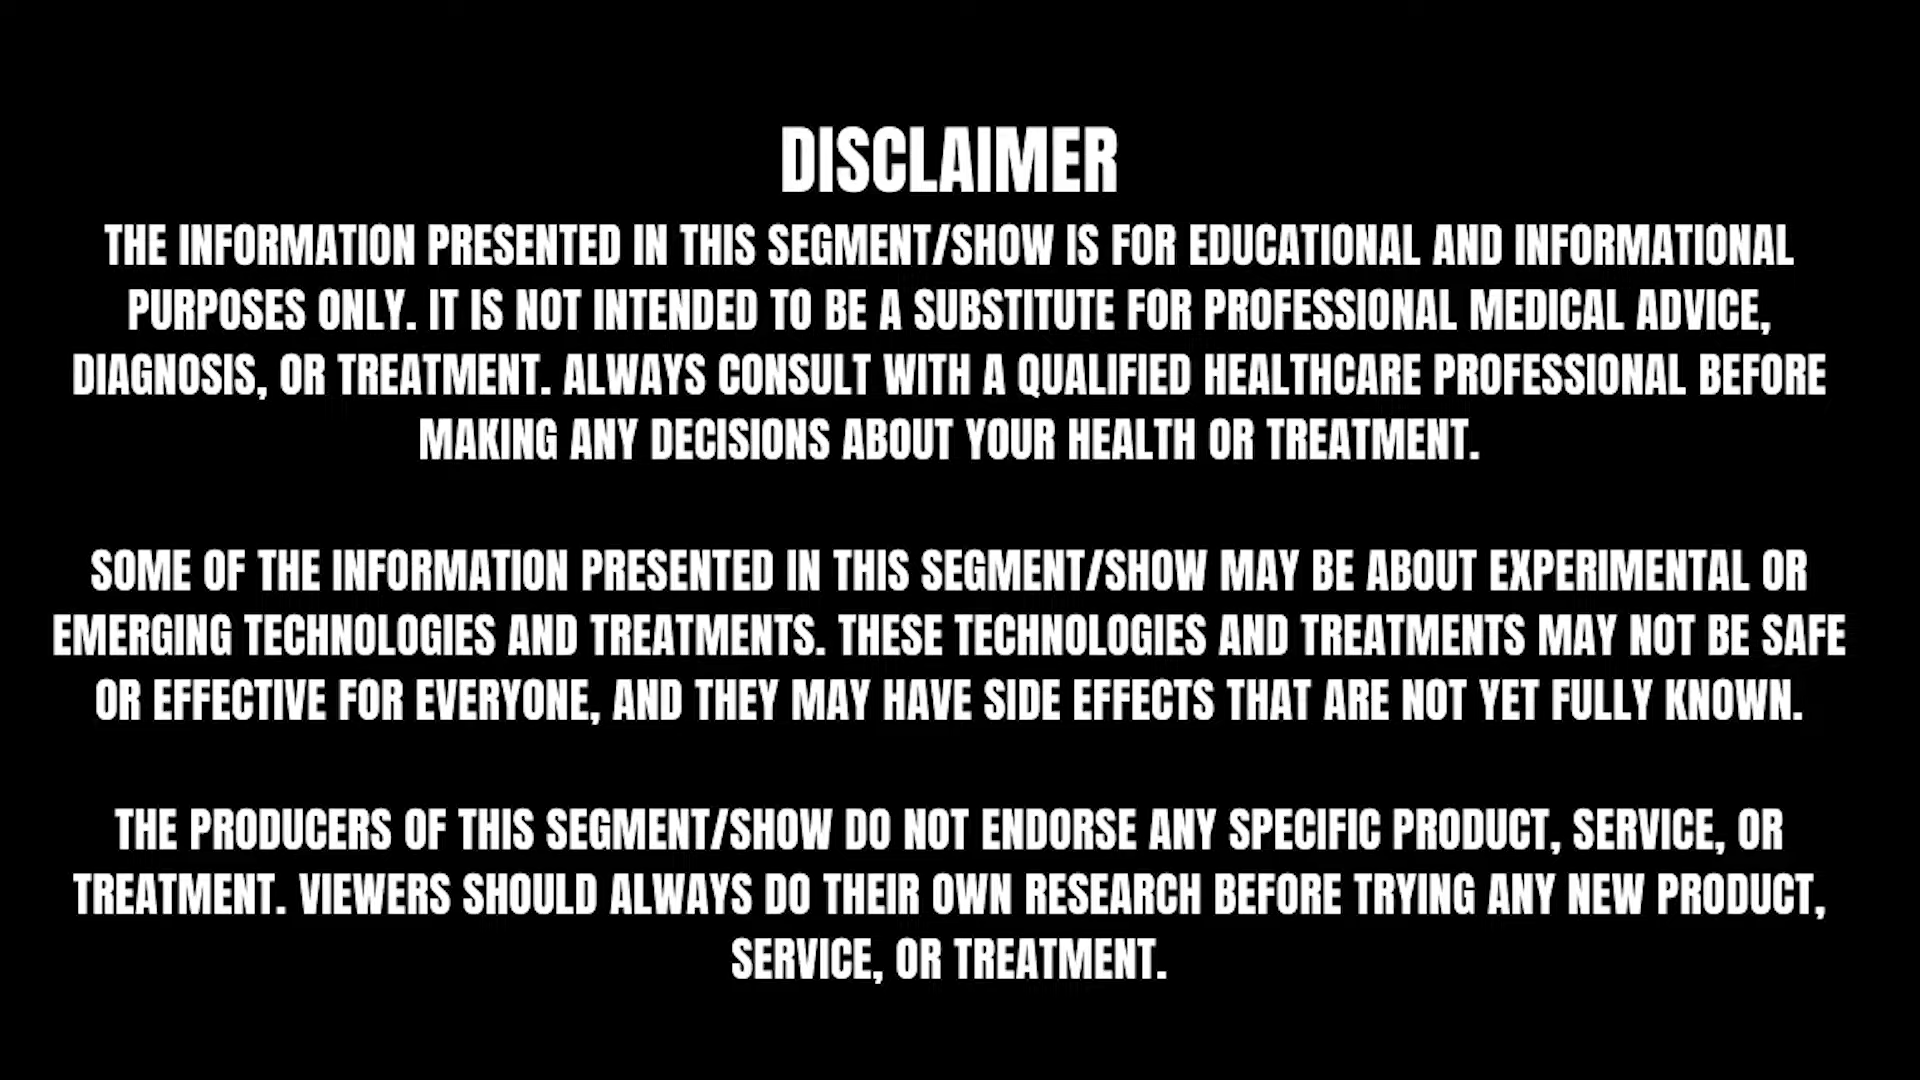 DISCLAIMER
THE INFORMATION PRESENTED IN THIS SEGMENT/SHOW IS FOR EDUCATIONAL AND INFORMATIONAL
PURPOSES ONLY. IT IS NOT INTENDED TO BE A SUBSTITUTE FOR PROFESSIONAL MEDICAL ADVICE,
DIAGNOSIS, OR TREATMENT. ALWAYS CONSULT WITH A QUALIFIED HEALTHCARE PROFESSIONAL BEFORE
MAKING ANY DECISIONS ABOUT YOUR HEALTH OR TREATMENT.
SOME OF THE INFORMATION PRESENTED IN THIS SEGMENT/SHOW MAY BE ABOUT EXPERIMENTAL OR
EMERGING TECHNOLOGIES AND TREATMENTS. THESE TECHNOLOGIES AND TREATMENTS MAY NOT BE SAFE
OR EFFECTIVE FOR EVERYONE, AND THEY MAY HAVE SIDE EFFECTS THAT ARE NOT YET FULLY KNOWN.
THE PRODUCERS OF THIS SEGMENT/SHOW DO NOT ENDORSE ANY SPECIFIC PRODUCT, SERVICE, OR
TREATMENT. VIEWERS SHOULD ALWAYS DO THEIR OWN RESEARCH BEFORE TRYING ANY NEW PRODUCT,
SERVICE, OR TREATMENT.